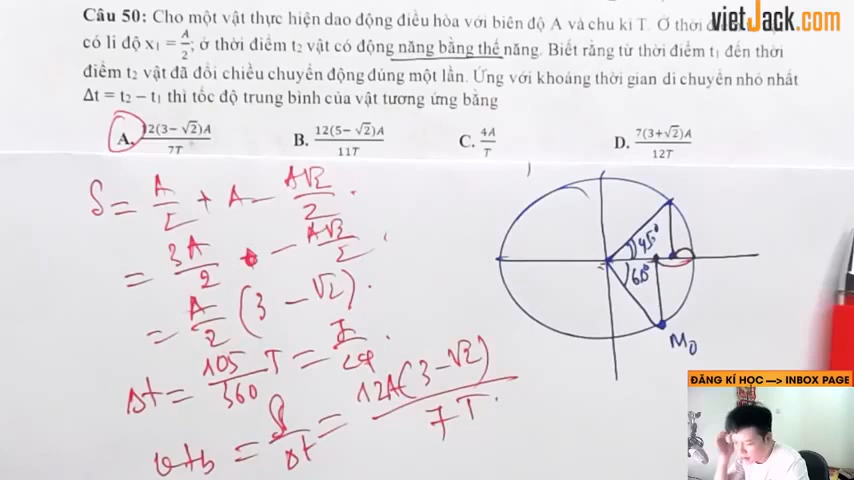 vietJack.com
Câu 50: Cho một vật thực hiện dao động điều hòa với biên độ A và chu kì T. Ở thời
có li độ x₁ = A/2; ở thời điểm t₂ vật có động năng bằng thế năng. Biết rằng từ thời điểm t₁ đến thời
điểm t₂ vật đã đổi chiều chuyển động đúng một lần. Ứng với khoảng thời gian di chuyển nhỏ nhất
Δt = t₂ − t₁ thì tốc độ trung bình của vật tương ứng bằng
A. 12(3−√2)A/7T B. 12(5−√2)A/11T C. 4A/T D. 7(3+√2)A/12T
S = A/2 + A − A√2/2
= 3A/2 − A√2/2
= A/2 (3 − √2).
45°
60°
M₀
Δt = 105/360 T =
vtb = S/Δt = 12A(3−√2)/7T.
ĐĂNG KÍ HỌC —> INBOX PAGE